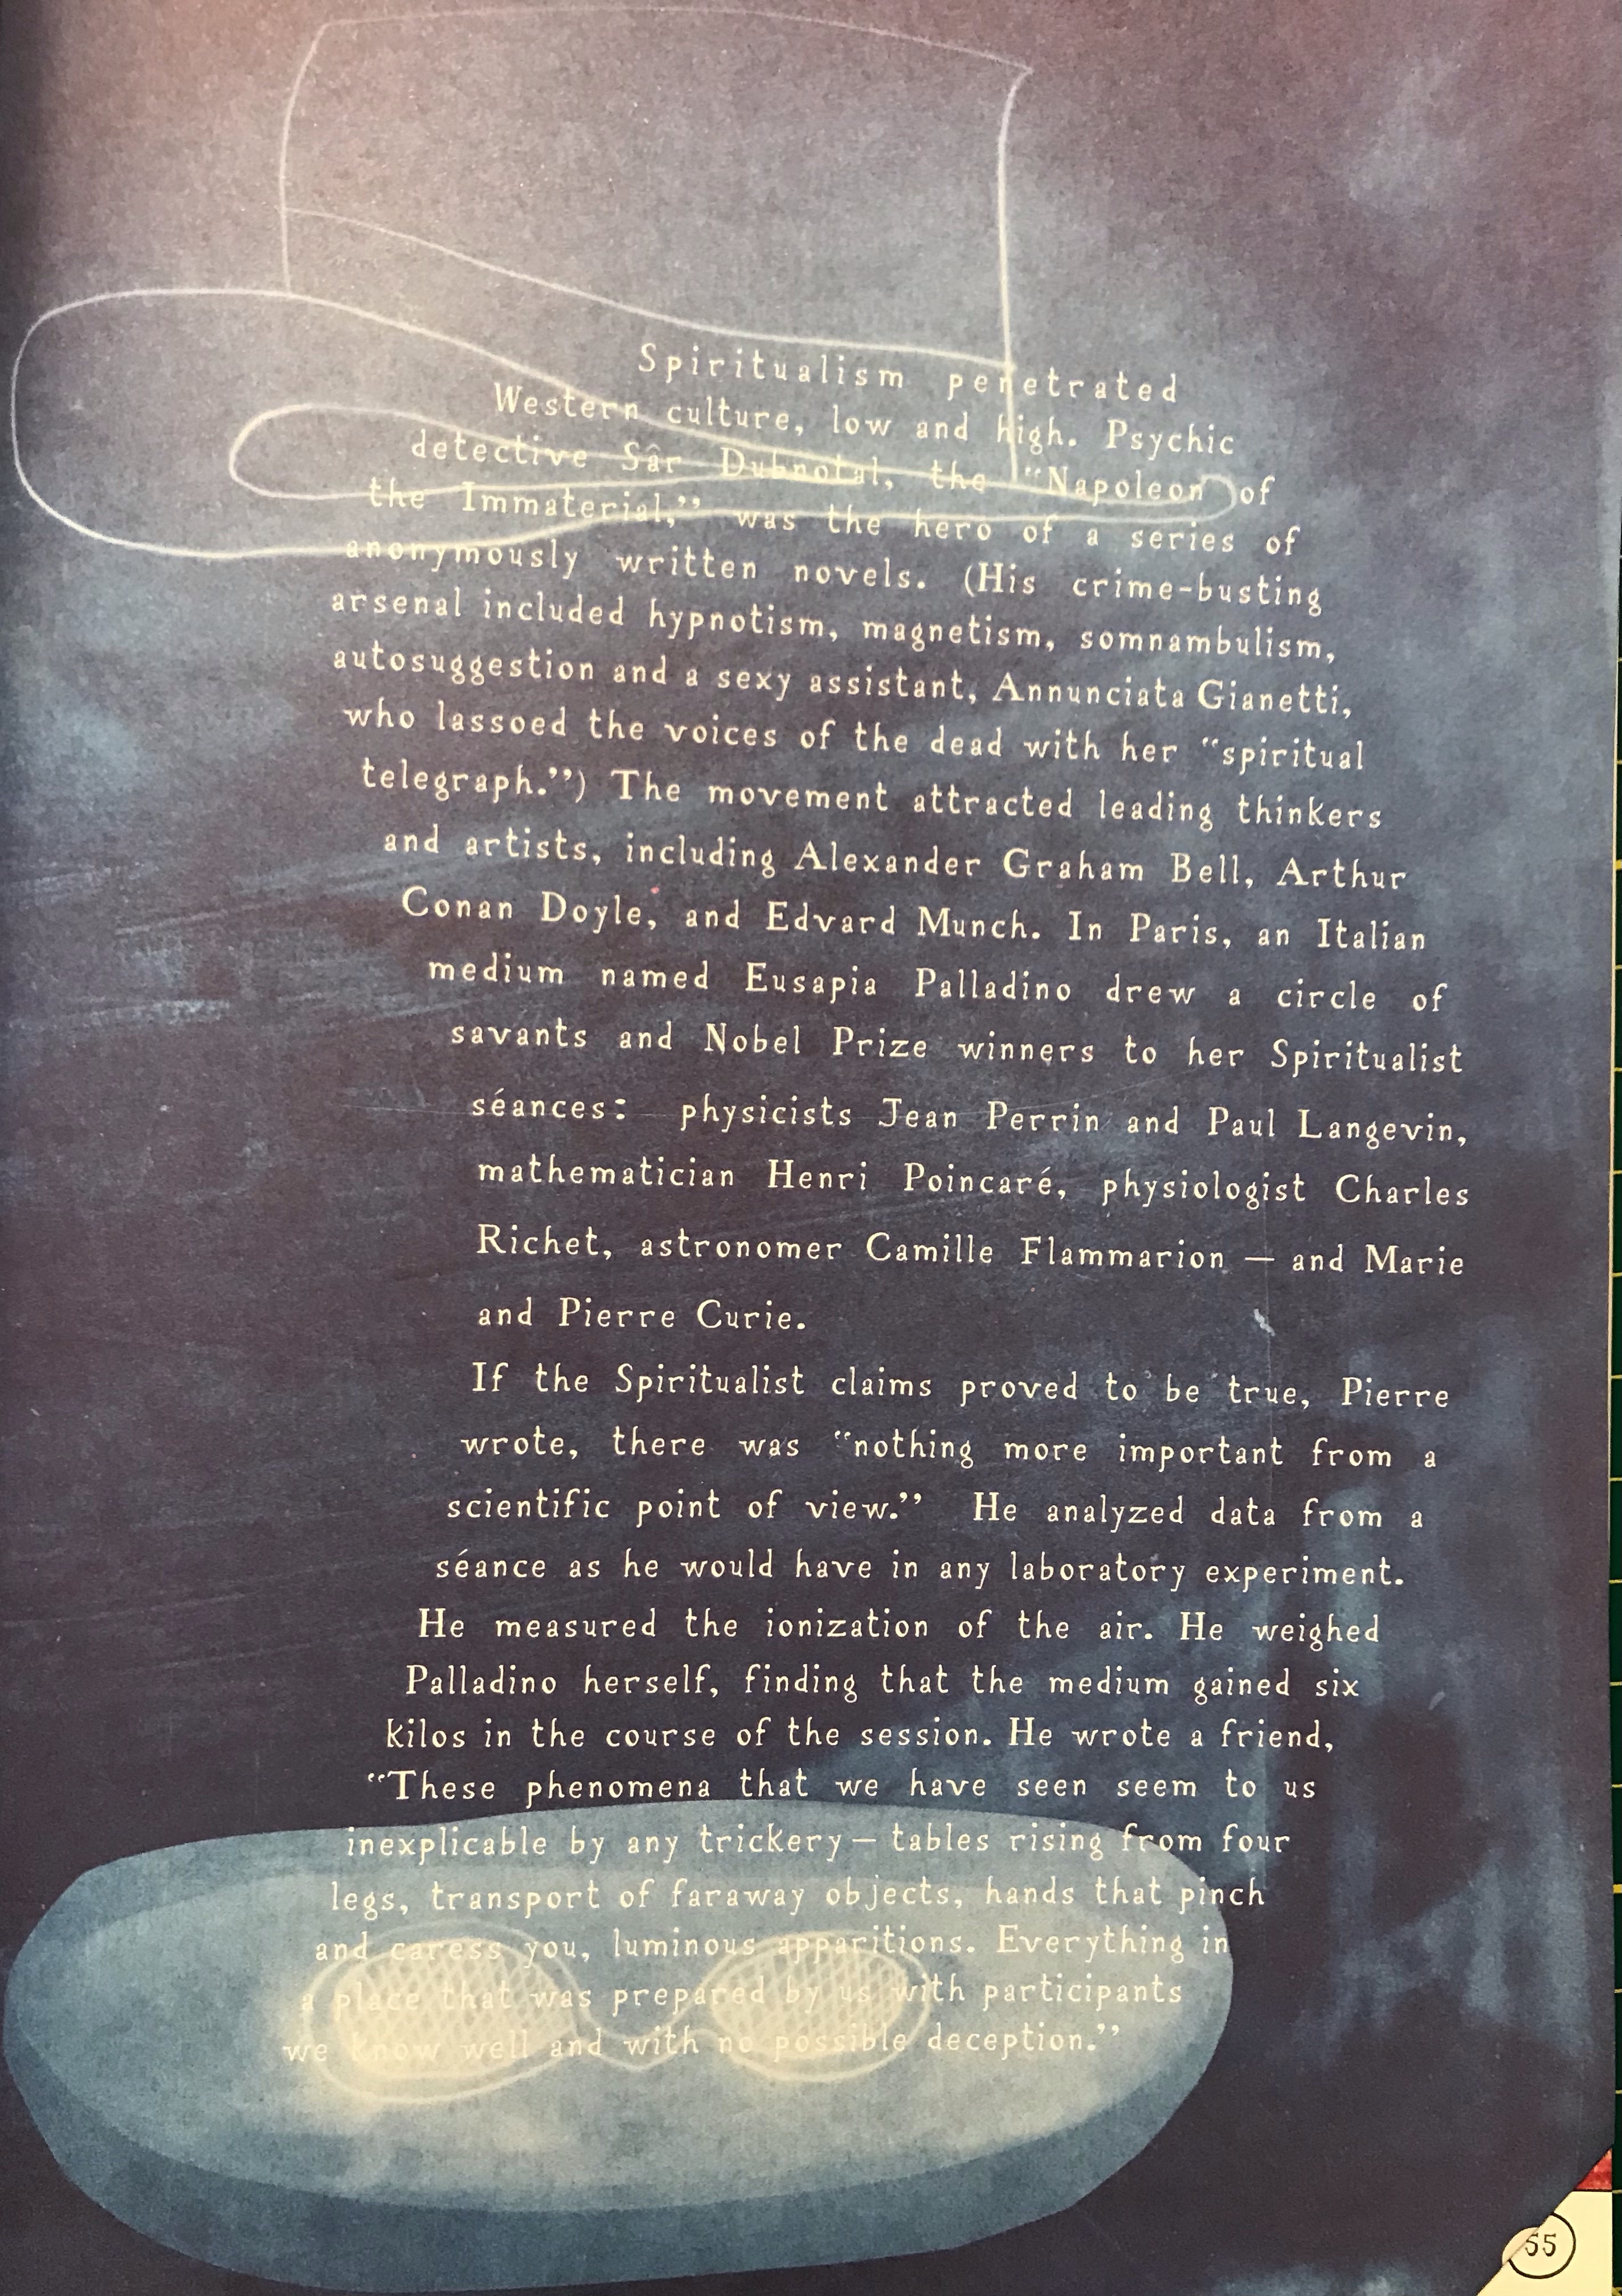 Spiritualism penetrated
Western culture, low and high. Psychic
detective Sâr Dubnotal, the “Napoleon of
the Immaterial,” was the hero of a series of
anonymously written novels. (His crime-busting
arsenal included hypnotism, magnetism, somnambulism,
autosuggestion and a sexy assistant, Annunciata Gianetti,
who lassoed the voices of the dead with her “spiritual
telegraph.”) The movement attracted leading thinkers
and artists, including Alexander Graham Bell, Arthur
Conan Doyle, and Edvard Munch. In Paris, an Italian
medium named Eusapia Palladino drew a circle of
savants and Nobel Prize winners to her Spiritualist
séances: physicists Jean Perrin and Paul Langevin,
mathematician Henri Poincaré, physiologist Charles
Richet, astronomer Camille Flammarion — and Marie
and Pierre Curie.
If the Spiritualist claims proved to be true, Pierre
wrote, there was “nothing more important from a
scientific point of view.” He analyzed data from a
séance as he would have in any laboratory experiment.
He measured the ionization of the air. He weighed
Palladino herself, finding that the medium gained six
kilos in the course of the session. He wrote a friend,
“These phenomena that we have seen seem to us
inexplicable by any trickery — tables rising from four
legs, transport of faraway objects, hands that pinch
and caress you, luminous apparitions. Everything in
a place that was prepared by us with participants
we know well and with no possible deception.”
55